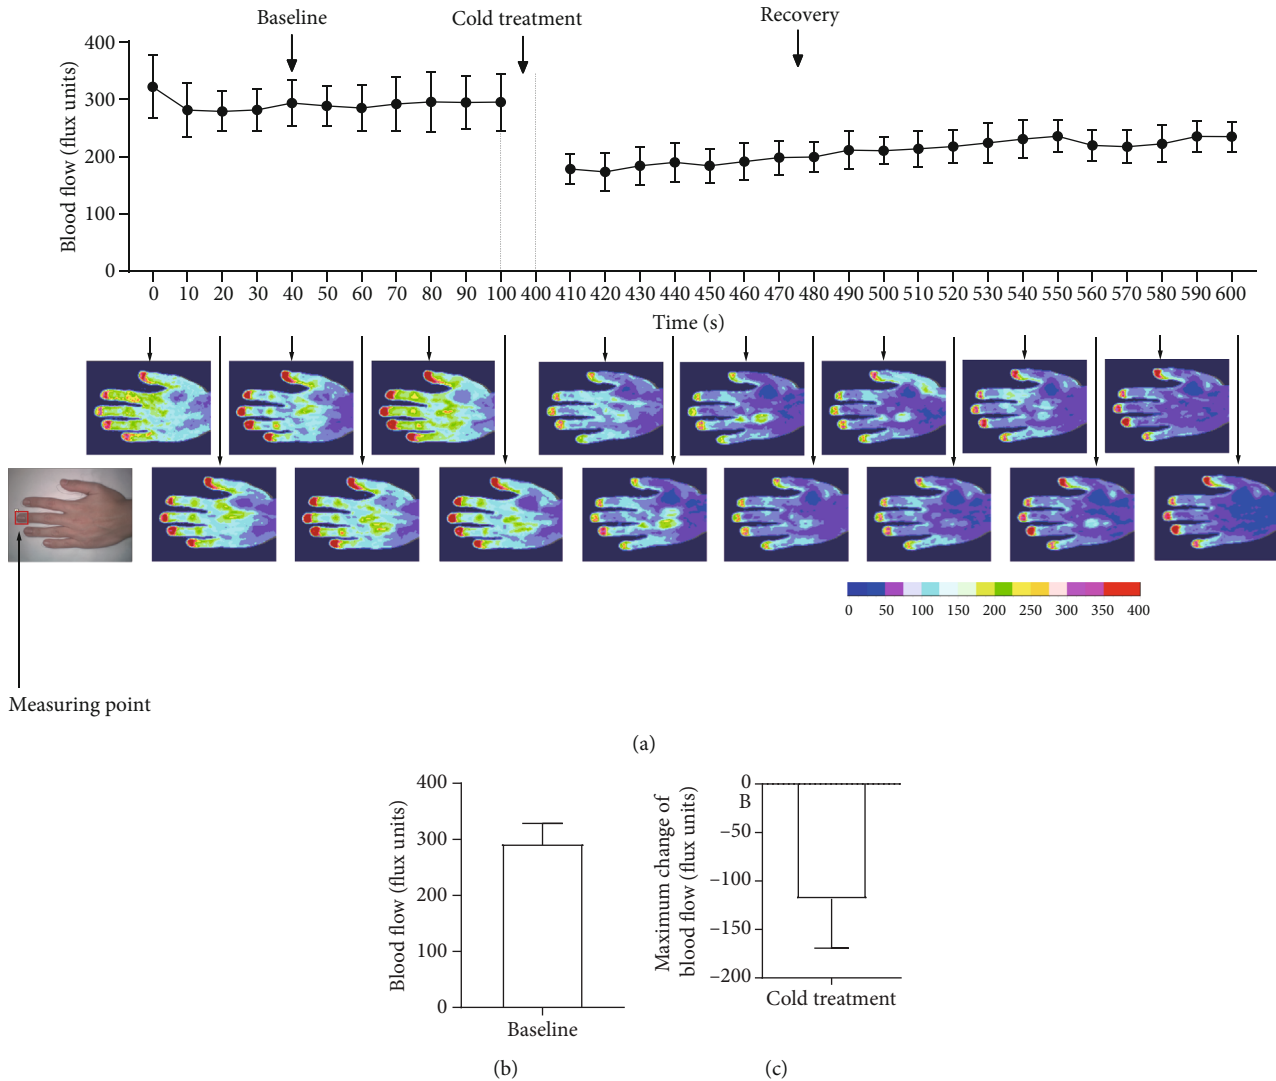 Baseline
Cold treatment
Recovery
Blood flow (flux units)
400
300
200
100
0
0 10 20 30 40 50 60 70 80 90 100 400 410 420 430 440 450 460 470 480 490 500 510 520 530 540 550 560 570 580 590 600
Time (s)
0 50 100 150 200 250 300 350 400
Measuring point
(a)
Blood flow (flux units)
400
300
200
100
0
Baseline
(b)
Maximum change of
blood flow (flux units)
0
B
−50
−100
−150
−200
Cold treatment
(c)